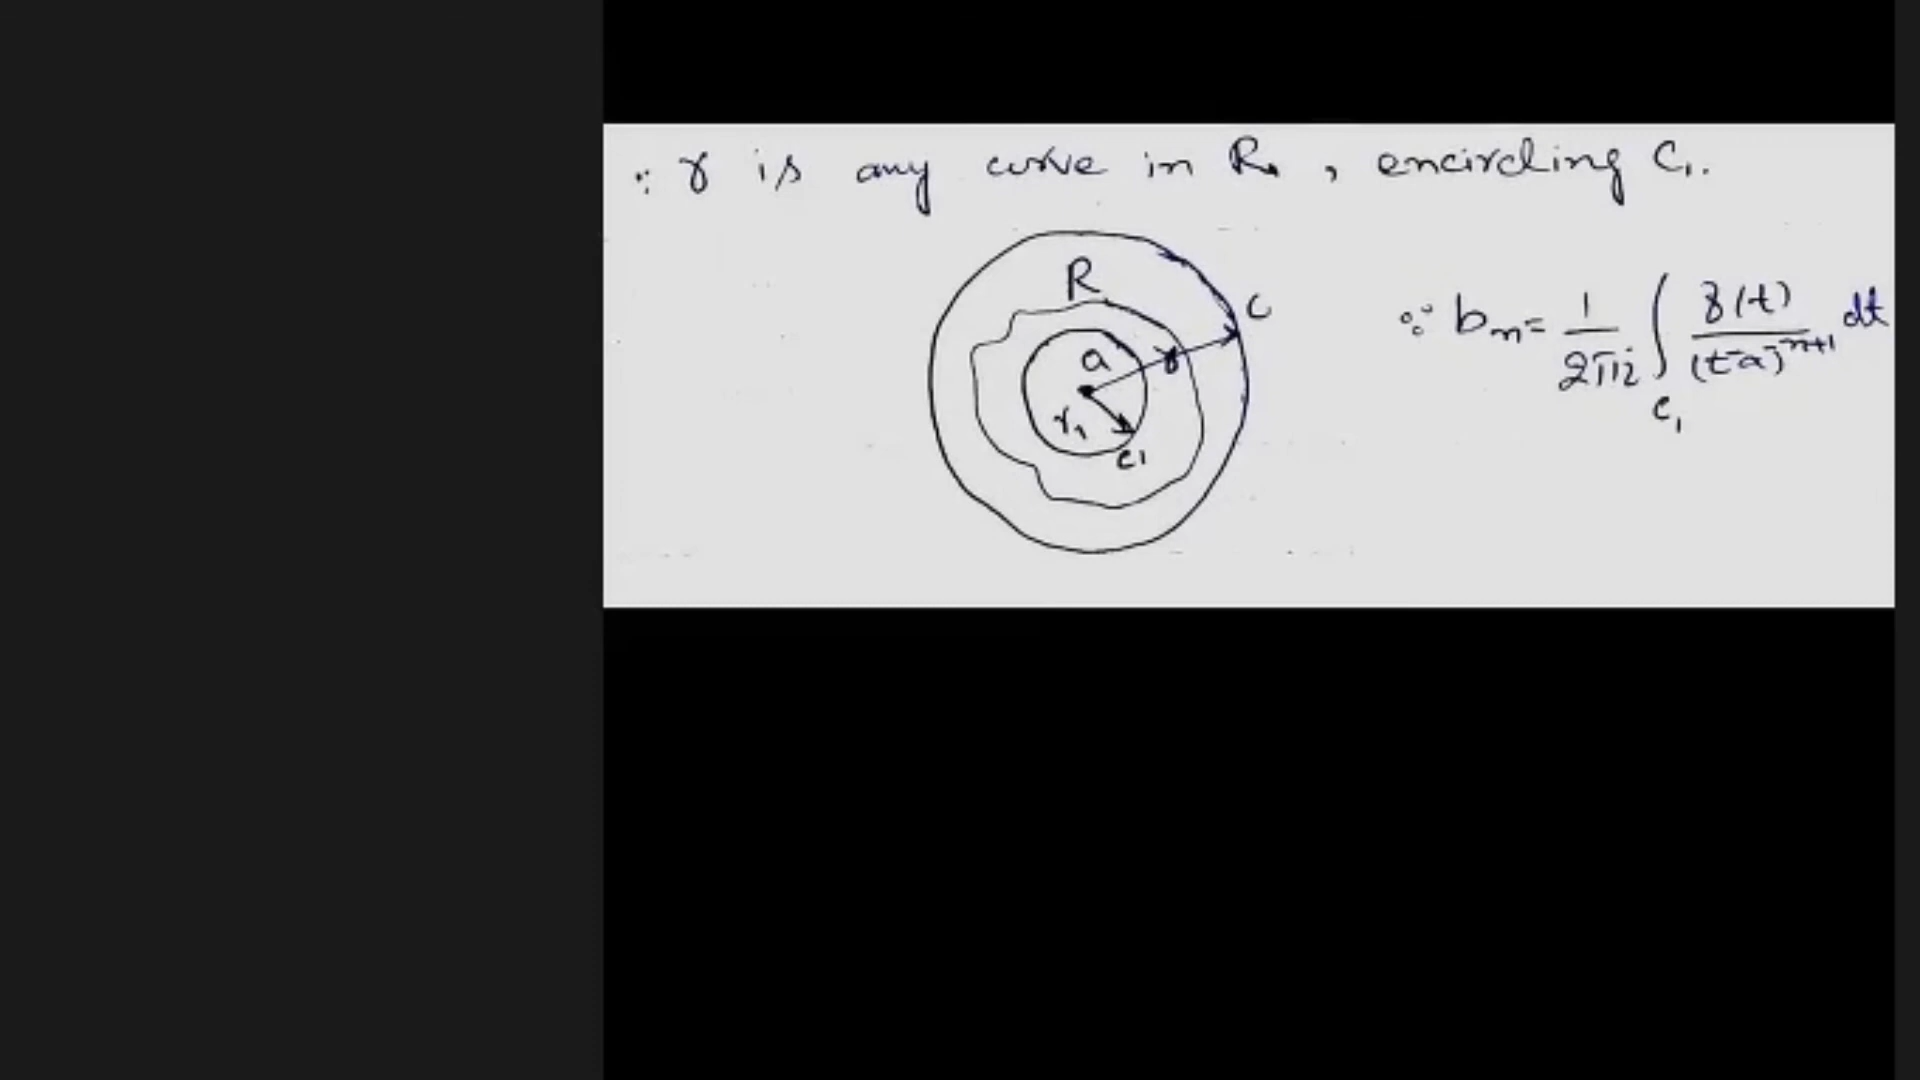 ∵ γ is any curve in R, encircling C₁.
R
C
a
γ
r₁
C₁
∵ bₙ = 1/2πi ∫C₁ f(t)/(t-a)ⁿ⁺¹ dt